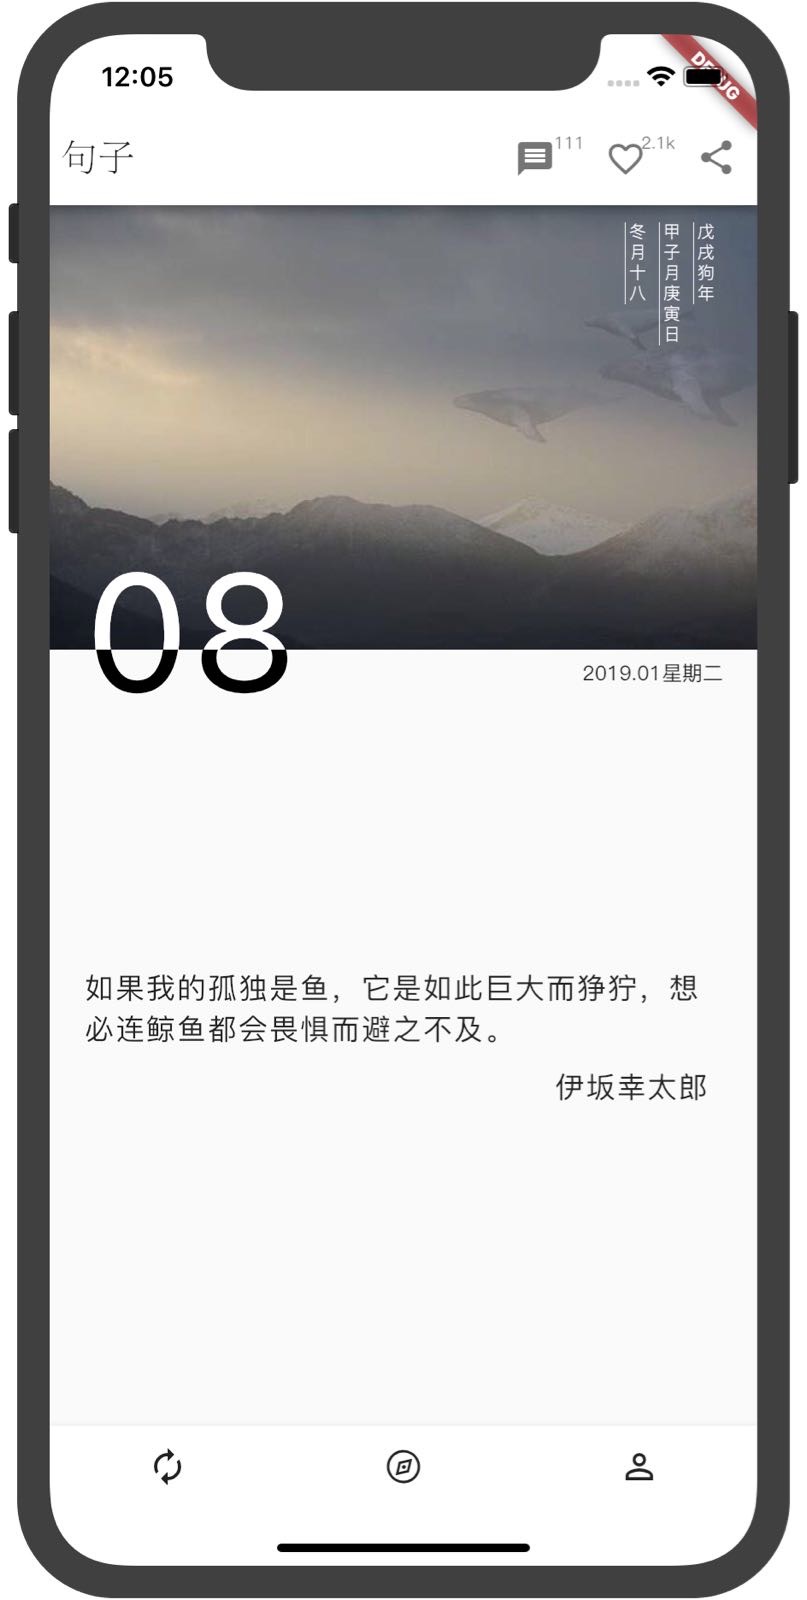 12:05
DEBUG
句子
111
2.1k
戊戌狗年
甲子月庚寅日
冬月十八
08
2019.01星期二
如果我的孤独是鱼，它是如此巨大而狰狞，想
必连鲸鱼都会畏惧而避之不及。
伊坂幸太郎